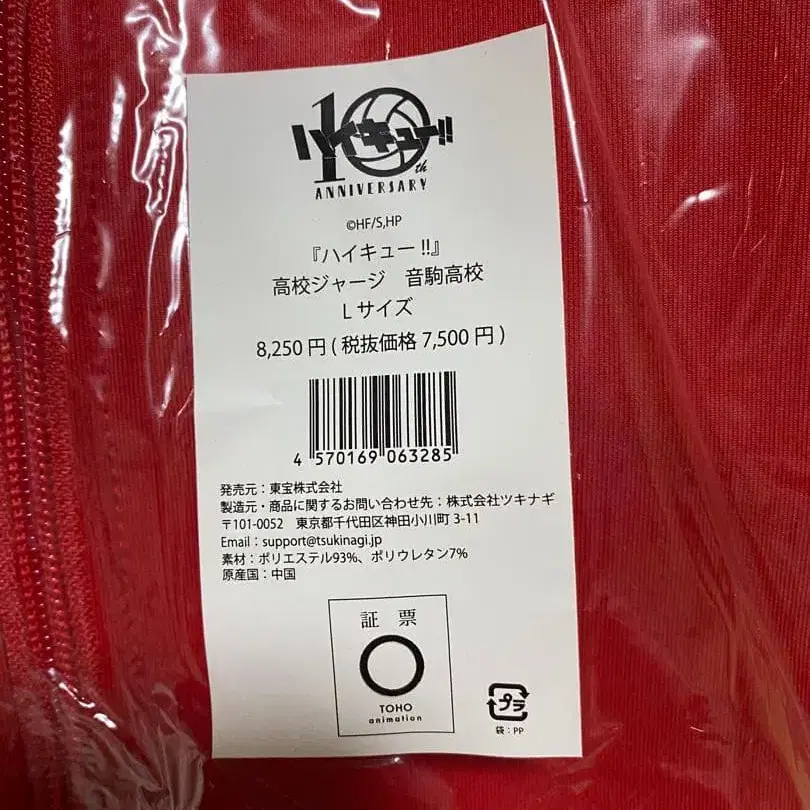 10th
ハイキュー!!
ANNIVERSARY
©HF/S,HP
『ハイキュー!!』
高校ジャージ　音駒高校
Lサイズ
8,250円(税抜価格7,500円)
4 570169 063285
発売元：東宝株式会社
製造元・商品に関するお問い合わせ先：株式会社ツキナギ
〒101-0052　東京都千代田区神田小川町 3-11
Email：support@tsukinagi.jp
素材：ポリエステル93%、ポリウレタン7%
原産国：中国
証 票
TOHO
animation
プラ
袋：PP